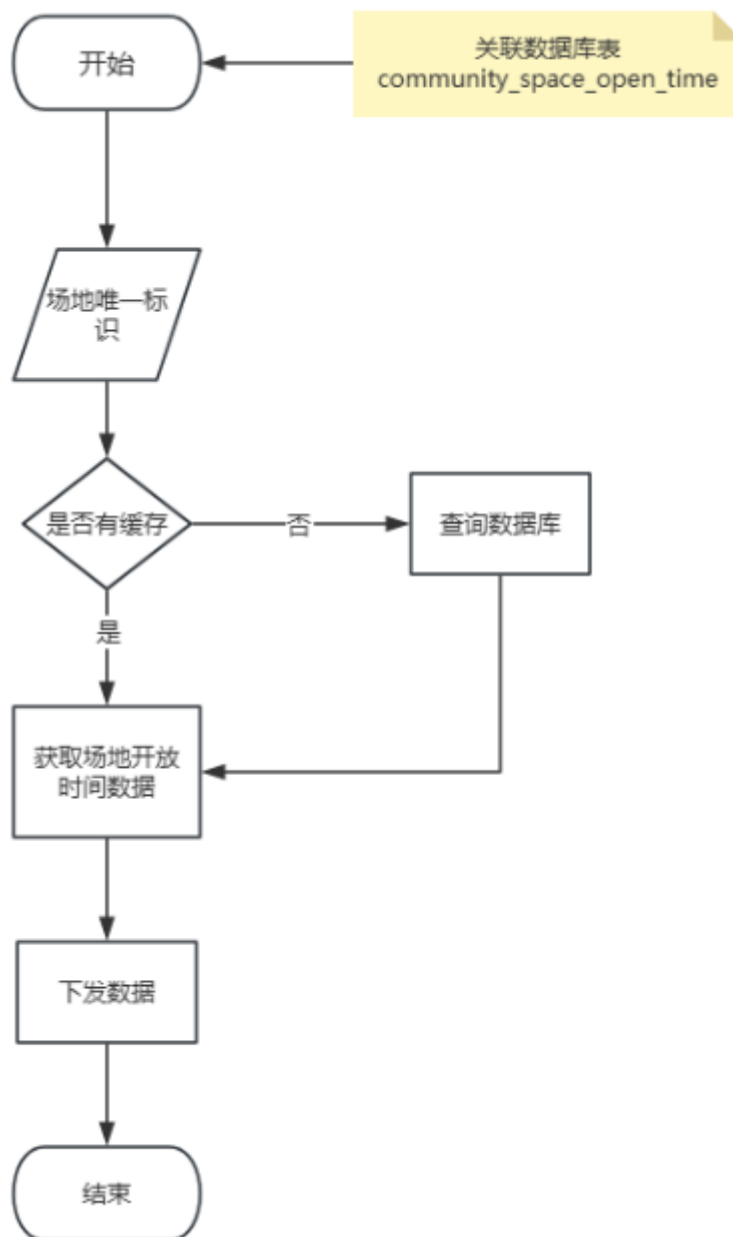 开始
关联数据库表
community_space_open_time
场地唯一标
识
是否有缓存
否
查询数据库
是
获取场地开放
时间数据
下发数据
结束